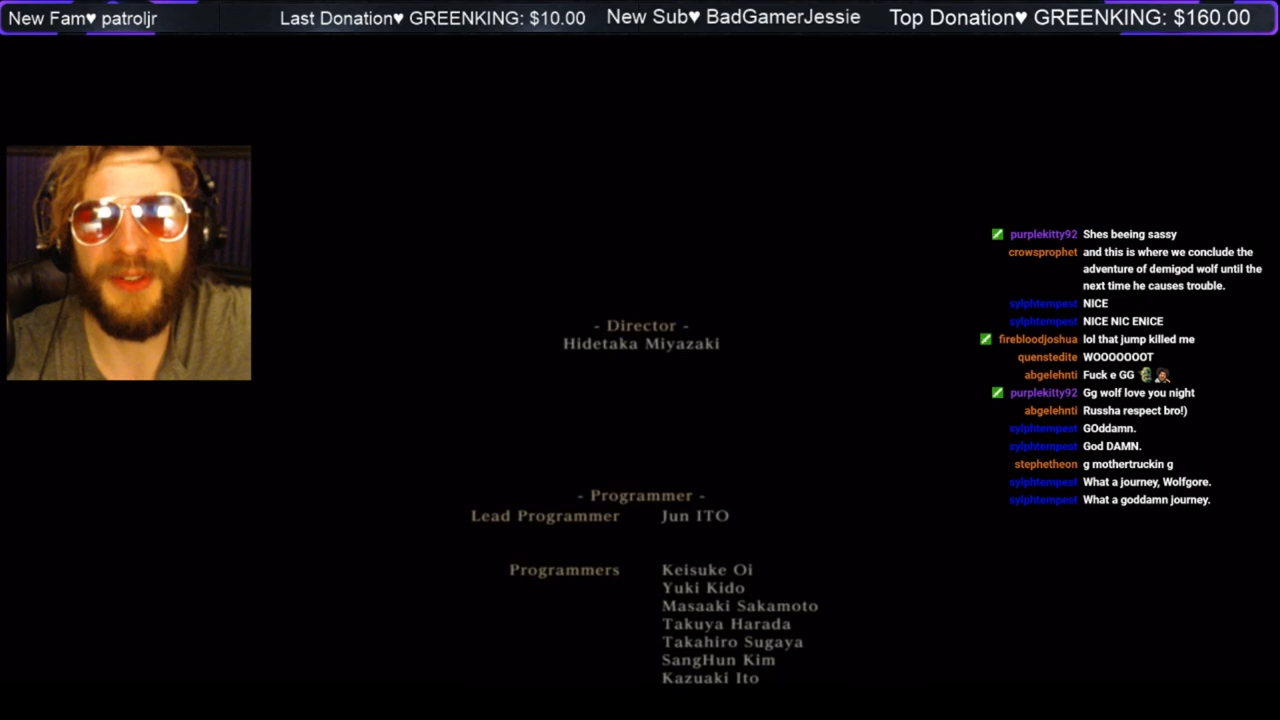 New Fam♥ patroljr
Last Donation♥ GREENKING: $10.00
New Sub♥ BadGamerJessie
Top Donation♥ GREENKING: $160.00
- Director -
Hidetaka Miyazaki
- Programmer -
Lead Programmer Jun ITO
Programmers Keisuke Oi
Yuki Kido
Masaaki Sakamoto
Takuya Harada
Takahiro Sugaya
SangHun Kim
Kazuaki Ito
purplekitty92 Shes beeing sassy
crowsprophet and this is where we conclude the
adventure of demigod wolf until the
next time he causes trouble.
sylphtempest NICE
sylphtempest NICE NIC ENICE
firebloodjoshua lol that jump killed me
quenstedite WOOOOOOOT
abgelehnti Fuck e GG
purplekitty92 Gg wolf love you night
abgelehnti Russha respect bro!)
sylphtempest GOddamn.
sylphtempest God DAMN.
stephetheon g mothertruckin g
sylphtempest What a journey, Wolfgore.
sylphtempest What a goddamn journey.